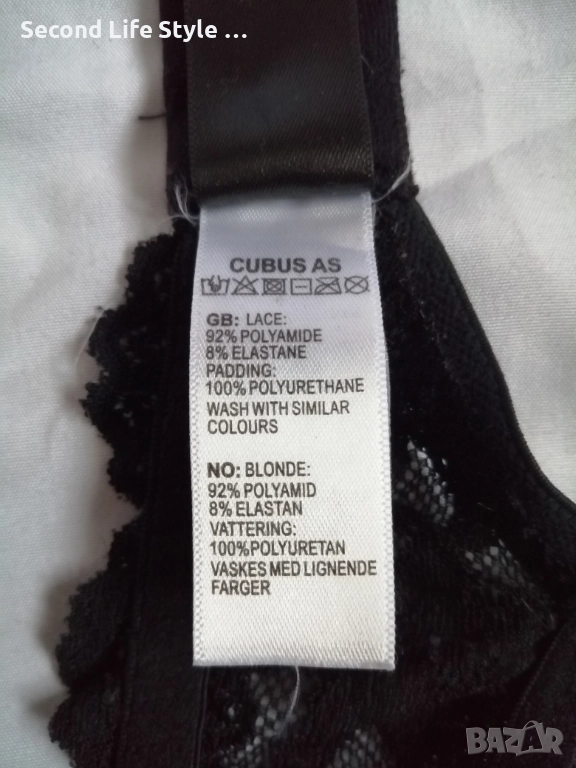 Second Life Style ...
CUBUS AS
GB: LACE:
92% POLYAMIDE
8% ELASTANE
PADDING:
100% POLYURETHANE
WASH WITH SIMILAR
COLOURS
NO: BLONDE:
92% POLYAMID
8% ELASTAN
VATTERING:
100%POLYURETAN
VASKES MED LIGNENDE
FARGER
BAZAR